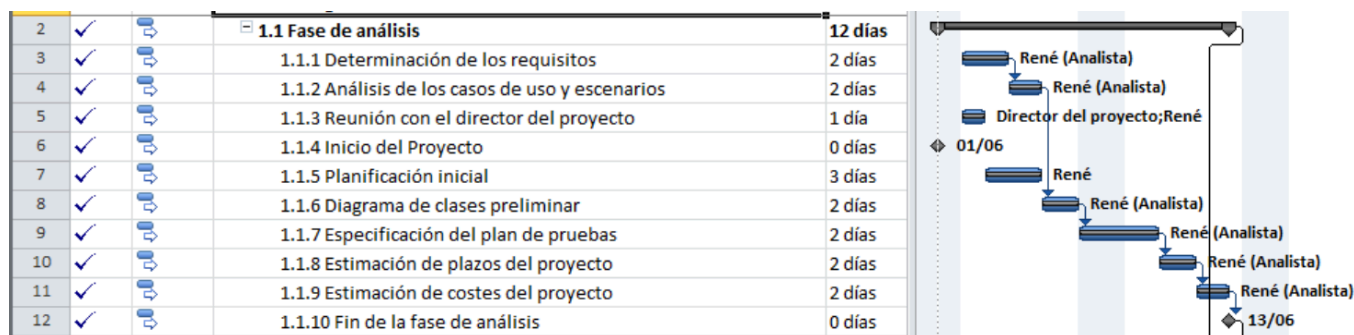 2 1.1 Fase de análisis 12 días
3 1.1.1 Determinación de los requisitos 2 días René (Analista)
4 1.1.2 Análisis de los casos de uso y escenarios 2 días René (Analista)
5 1.1.3 Reunión con el director del proyecto 1 día Director del proyecto;René
6 1.1.4 Inicio del Proyecto 0 días 01/06
7 1.1.5 Planificación inicial 3 días René
8 1.1.6 Diagrama de clases preliminar 2 días René (Analista)
9 1.1.7 Especificación del plan de pruebas 2 días René (Analista)
10 1.1.8 Estimación de plazos del proyecto 2 días René (Analista)
11 1.1.9 Estimación de costes del proyecto 2 días René (Analista)
12 1.1.10 Fin de la fase de análisis 0 días 13/06